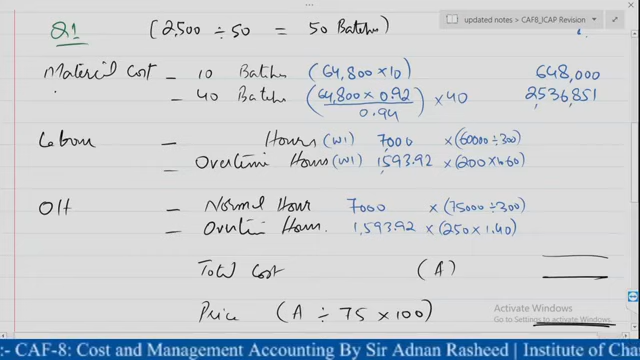 updated notes > CAF8_ICAP Revision
Q1 (2,500 ÷ 50 = 50 Batches)
Material Cost – 10 Batches (64,800×10) 648,000
– 40 Batches (64,800 × 0.92 / 0.94) ×40 2,536,851
Labour – Hours (W1) 7000 ×(60000÷300)
– Overtime Hours (W1) 1,593.92 ×(200×1.60)
OH – Normal Hour 7000 ×(75000÷300)
– Overtime Hour. 1,593.92 ×(250×1.40)
Total Cost (A)
Price (A ÷ 75 ×100)
Activate Windows
Go to Settings to activate Windows.
:- CAF-8: Cost and Management Accounting By Sir Adnan Rasheed | Institute of Cha